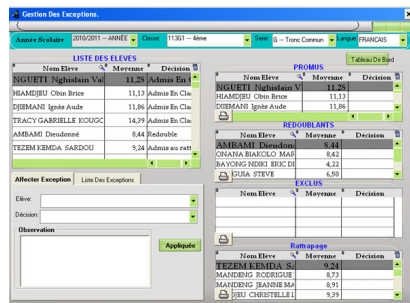 Gestion Des Exceptions.
Année Scolaire 2010/2011 -- ANNÉE Classe: 113G1 -- 4ème Serie G -- Tronc Commun Langue FRANCAIS
Tableau De Bord
LISTE DES ELEVES
Nom Eleve Moyenne Décision
NGUETI Nghislain Val 11,25 Admis En
HIAMDJEU Obin Brice 11,13 Admis En Cla
DJIEMANI Ignès Aude 11,86 Admis En Cla
TRACY GABRIELLE KOUGC 14,39 Admis En Cla
AMBAMI Dieudonné 8,44 Redouble
TEZEM KEMDA SARDOU 9,24 Admis au ratt
PROMUS
Nom Eleve Moyenne Décision
NGUETI Nghislain V 11,25
HIAMDJEU Obin Brice 11,13
DJIEMANI Ignès Aude 11,86
REDOUBLANTS
Nom Eleve Moyenne Décision
AMBAMI Dieudon 8,44
ONANA BIAKOLO MAR 8,42
BAYONG NDIKI ERIC DI 4,22
GUIA STEVE 6,50
EXCLUS
Nom Eleve Moyenne Décision
Rattrapage
Nom Eleve Moyenne Décision
TEZEM KEMDA SA 9,24
MANDENG RODRIGUE 8,73
MANDENG JEANNE MA 8,91
DJEU CHRISTELLE L 9,39
Affecter Exception Liste Des Exceptions
Elève:
Décision:
Observation
Appliquée